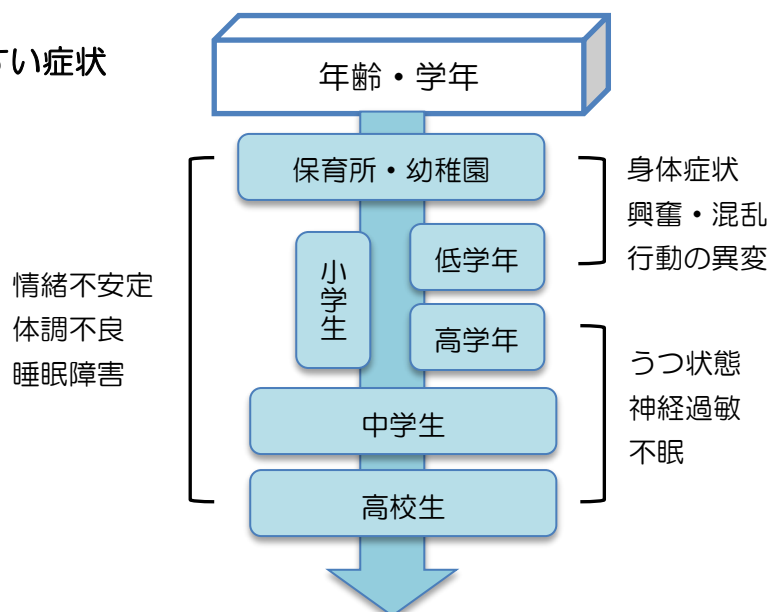 すい症状
年齢・学年
保育所・幼稚園
小学生
低学年
高学年
中学生
高校生
情緒不安定
体調不良
睡眠障害
身体症状
興奮・混乱
行動の異変
うつ状態
神経過敏
不眠